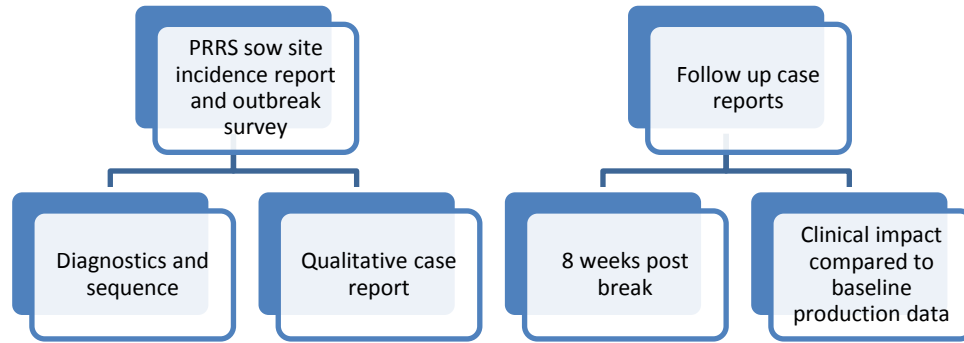 PRRS sow site
incidence report
and outbreak
survey
Follow up case
reports
Diagnostics and
sequence
Qualitative case
report
8 weeks post
break
Clinical impact
compared to
baseline
production data